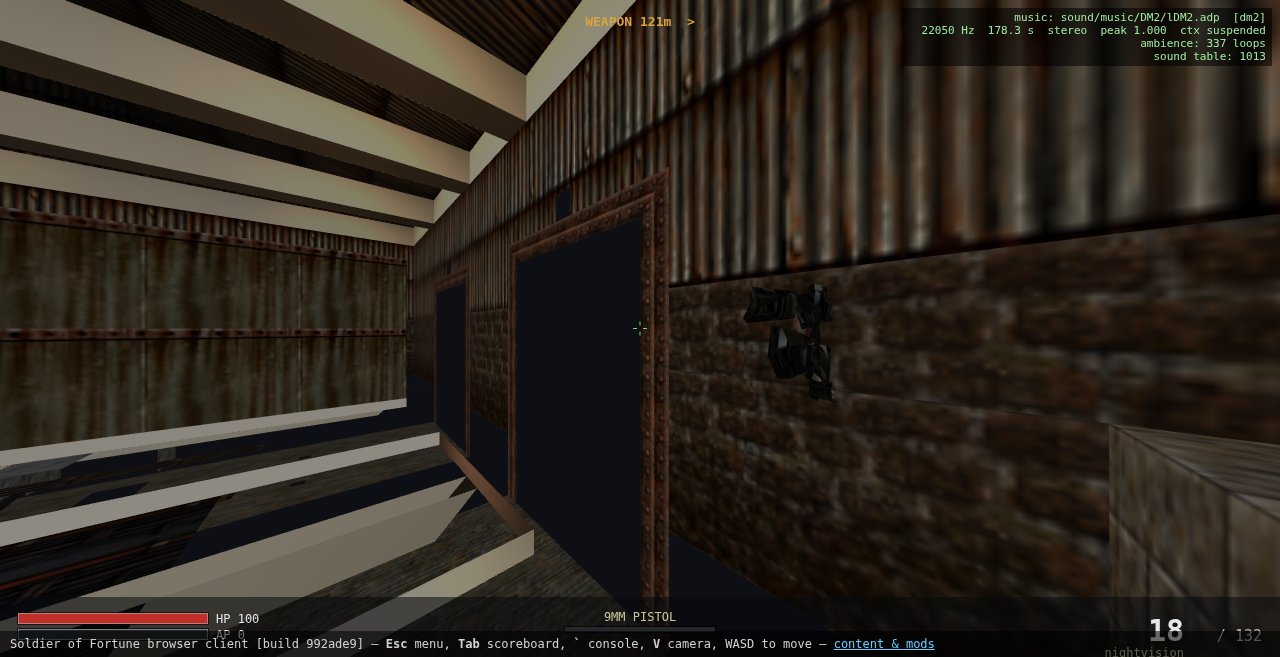 WEAPON 121m >
music: sound/music/DM2/lDM2.adp [dm2]
22050 Hz 178.3 s stereo peak 1.000 ctx suspended
ambience: 337 loops
sound table: 1013
HP 100
AP 0
9MM PISTOL
18 / 132
nightvision
Soldier of Fortune browser client [build 992ade9] — Esc menu, Tab scoreboard, ` console, V camera, WASD to move — content & mods